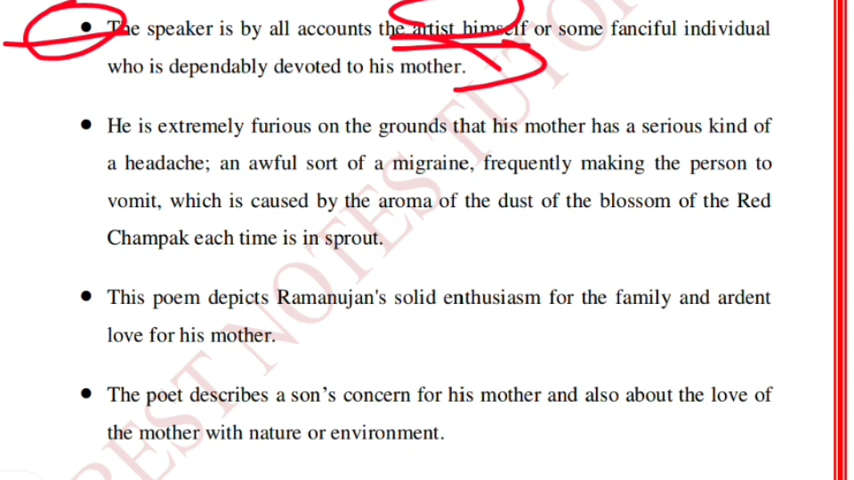 • The speaker is by all accounts the artist himself or some fanciful individual
who is dependably devoted to his mother.
• He is extremely furious on the grounds that his mother has a serious kind of
a headache; an awful sort of a migraine, frequently making the person to
vomit, which is caused by the aroma of the dust of the blossom of the Red
Champak each time is in sprout.
• This poem depicts Ramanujan's solid enthusiasm for the family and ardent
love for his mother.
• The poet describes a son’s concern for his mother and also about the love of
the mother with nature or environment.
BEST NOTES TUTOR